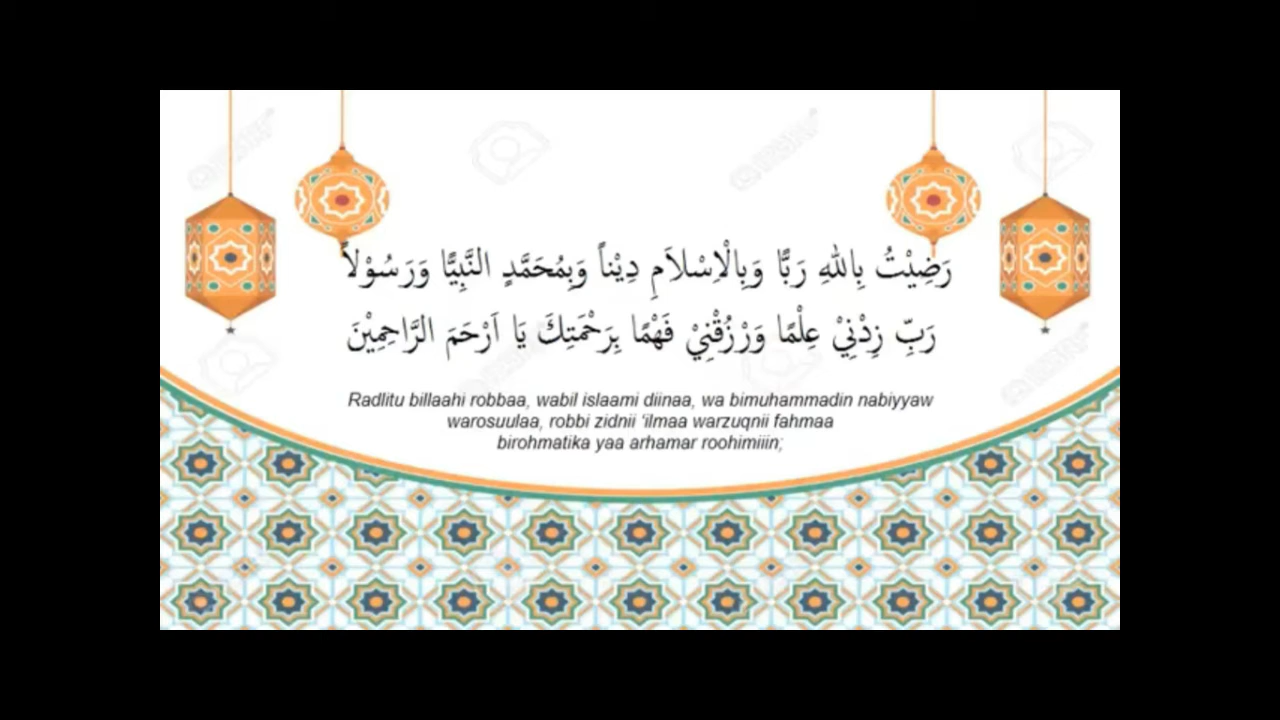 رَضِيْتُ بِاللهِ رَبًّا وَبِالْاِسْلاَمِ دِيْناً وَبِمُحَمَّدٍ النَّبِيًّا وَرَسُوْلاً
رَبِّ زِدْنِيْ عِلْمًا وَرْزُقْنِيْ فَهْمًا بِرَحْمَتِكَ يَا اَرْحَمَ الرَّاحِمِيْنَ
Radlitu billaahi robbaa, wabil islaami diinaa, wa bimuhammadin nabiyyaw
warosuulaa, robbi zidnii 'ilmaa warzuqnii fahmaa
birohmatika yaa arhamar roohimiiin;